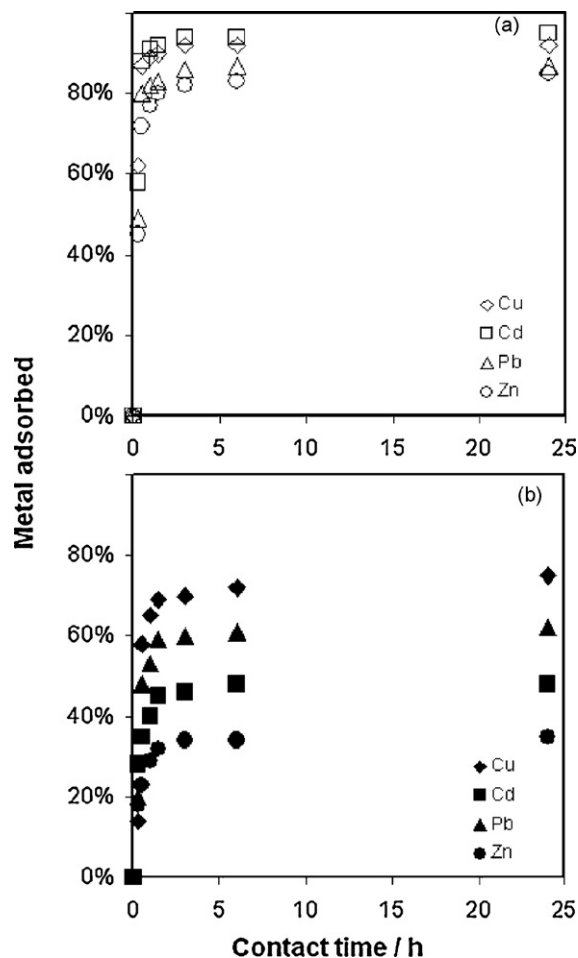 (a)
80%
60%
40%
20%
0%
Cu
Cd
Pb
Zn
0 5 10 15 20 25
Metal adsorbed
(b)
80%
60%
40%
20%
0%
Cu
Cd
Pb
Zn
0 5 10 15 20 25
Contact time / h